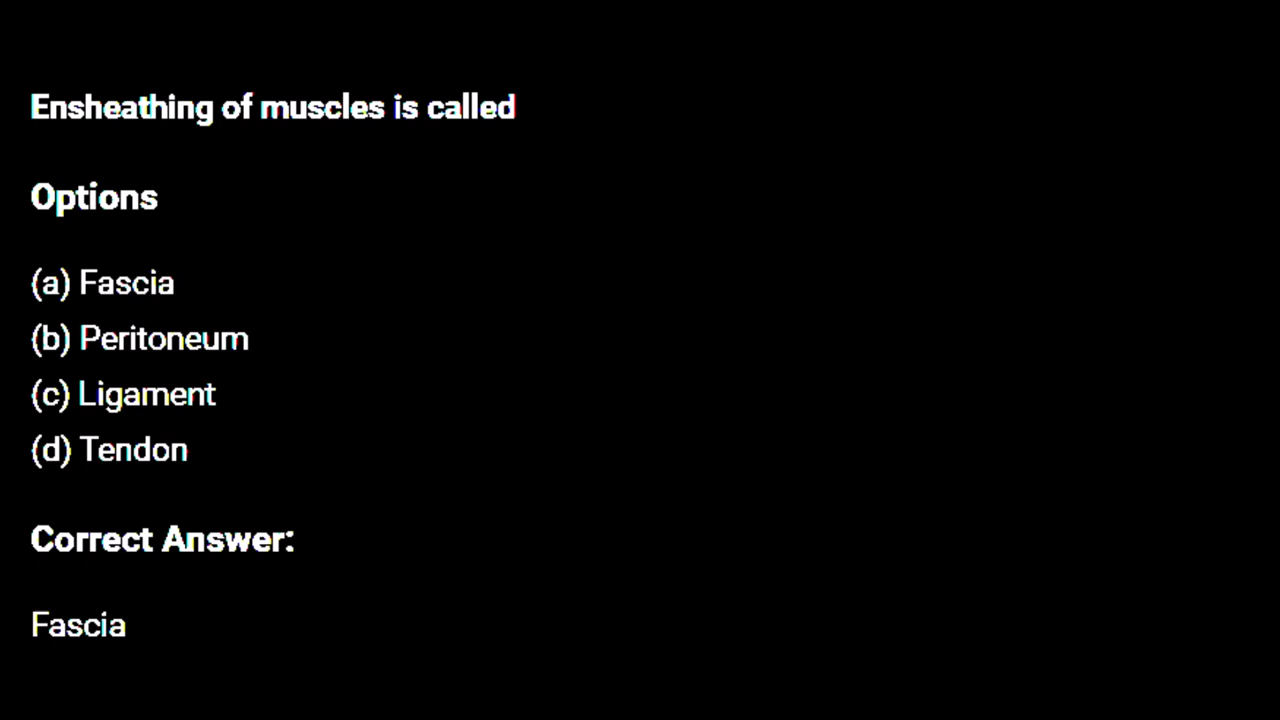 Ensheathing of muscles is called
Options
(a) Fascia
(b) Peritoneum
(c) Ligament
(d) Tendon
Correct Answer:
Fascia